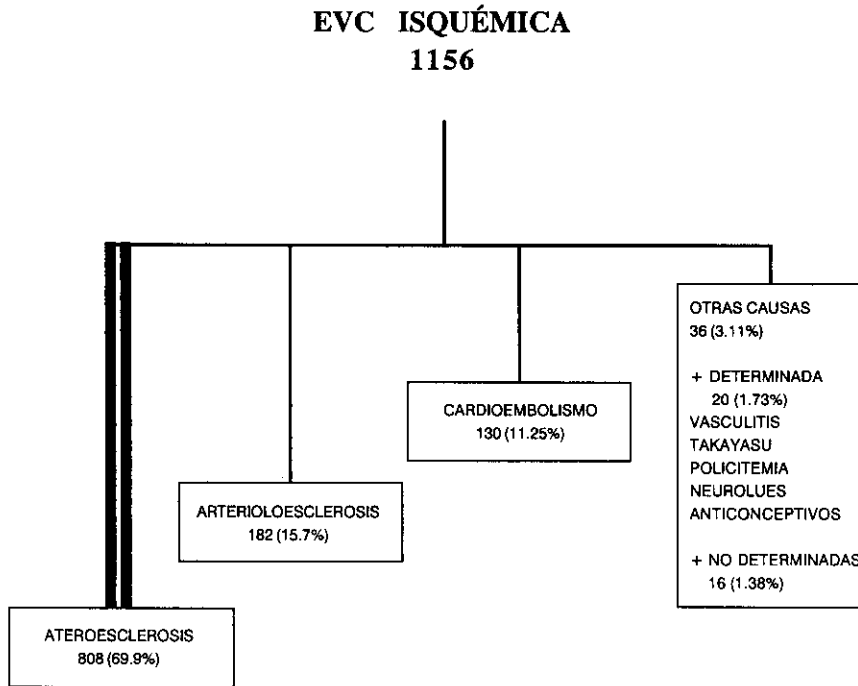 EVC ISQUÉMICA
1156
OTRAS CAUSAS
36 (3.11%)
+ DETERMINADA
20 (1.73%)
VASCULITIS
TAKAYASU
POLICITEMIA
NEUROLUES
ANTICONCEPTIVOS
+ NO DETERMINADAS
16 (1.38%)
CARDIOEMBOLISMO
130 (11.25%)
ARTERIOLOESCLEROSIS
182 (15.7%)
ATEROESCLEROSIS
808 (69.9%)